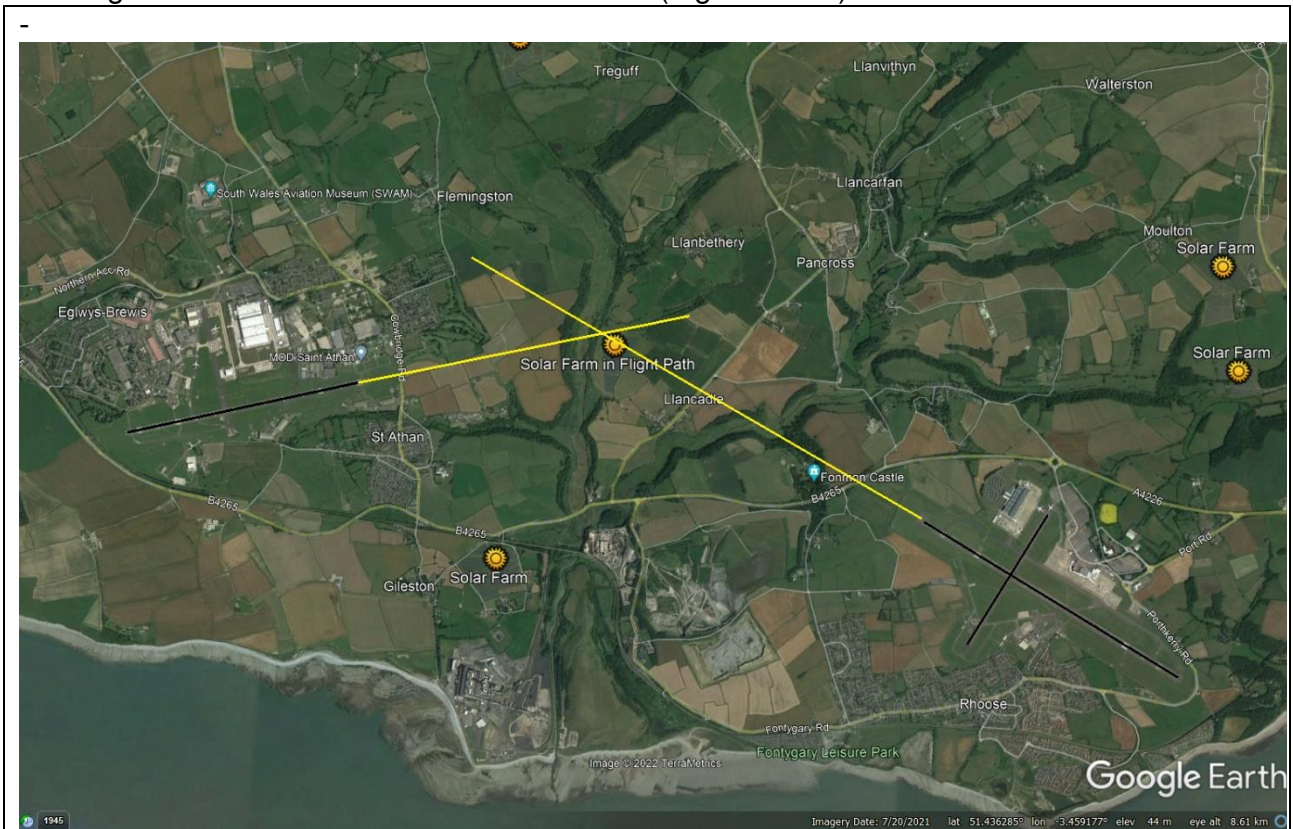 -
Treguff
Llanvithyn
Walterston
South Wales Aviation Museum (SWAM)
Flemingston
Llancarfan
Llanbethery
Moulton
Solar Farm
Pancross
Northern Acc Rd
Eglwys-Brewis
MOD Saint Athan
Cowbridge Rd
Solar Farm in Flight Path
Solar Farm
Llancadle
St Athan
Fonmon Castle
B4265
A4226
B4265
B4265
Port Rd
Solar Farm
Gileston
Porthkerry Rd
Rhoose
Fontygary Rd
Fontygary Leisure Park
Image © 2022 TerraMetrics
Google Earth
1945
Imagery Date: 7/20/2021 lat 51.436285° lon -3.459177° elev 44 m eye alt 8.61 km